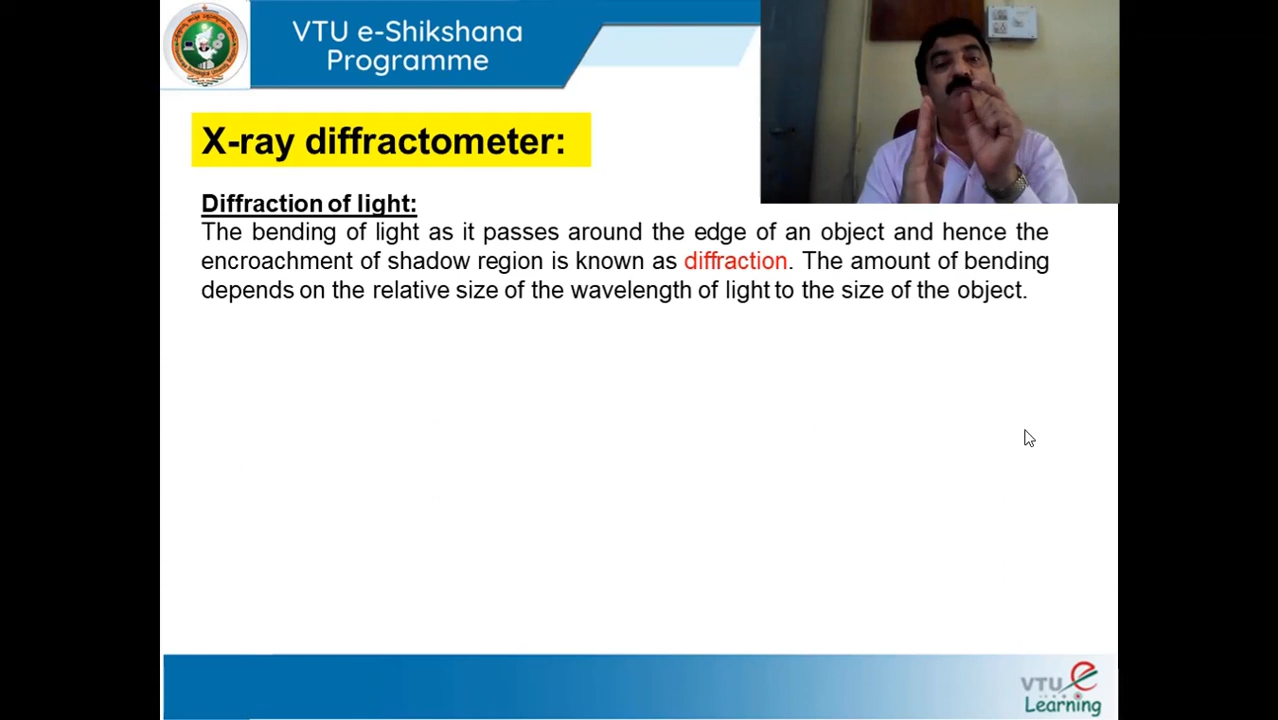 VTU e-Shikshana
Programme
X-ray diffractometer:
Diffraction of light:
The bending of light as it passes around the edge of an object and hence the
encroachment of shadow region is known as diffraction. The amount of bending
depends on the relative size of the wavelength of light to the size of the object.
VTU e
Learning